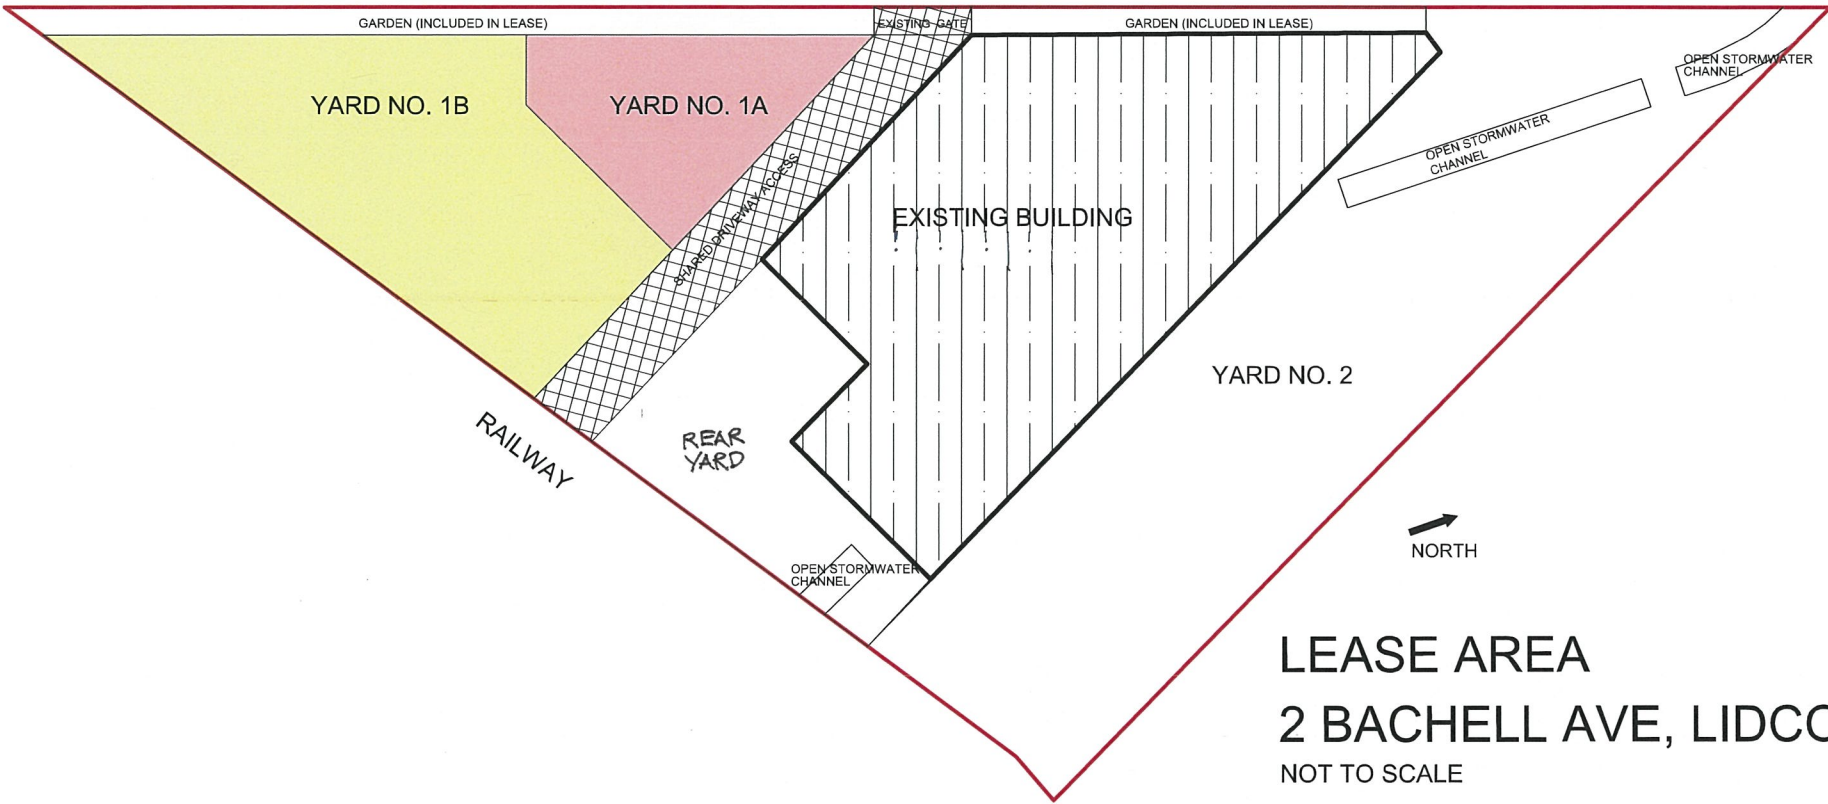 GARDEN (INCLUDED IN LEASE)
EXISTING GATE
GARDEN (INCLUDED IN LEASE)
OPEN STORMWATER
CHANNEL
YARD NO. 1B
YARD NO. 1A
OPEN STORMWATER
CHANNEL
SHARED DRIVEWAY ACCESS
EXISTING BUILDING
YARD NO. 2
RAILWAY
REAR
YARD
OPEN STORMWATER
CHANNEL
NORTH
LEASE AREA
2 BACHELL AVE, LIDCO
NOT TO SCALE